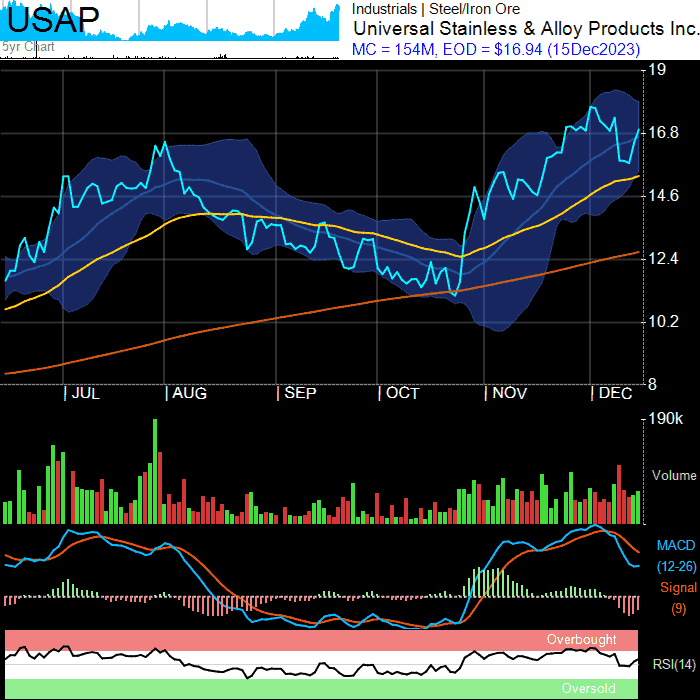 USAP
5yr Chart
Industrials | Steel/Iron Ore
Universal Stainless & Alloy Products Inc.
MC = 154M, EOD = $16.94 (15Dec2023)
19
16.8
14.6
12.4
10.2
8
| JUL | AUG | SEP | OCT | NOV | DEC
190k
Volume
MACD
(12-26)
Signal
(9)
Overbought
RSI(14)
Oversold